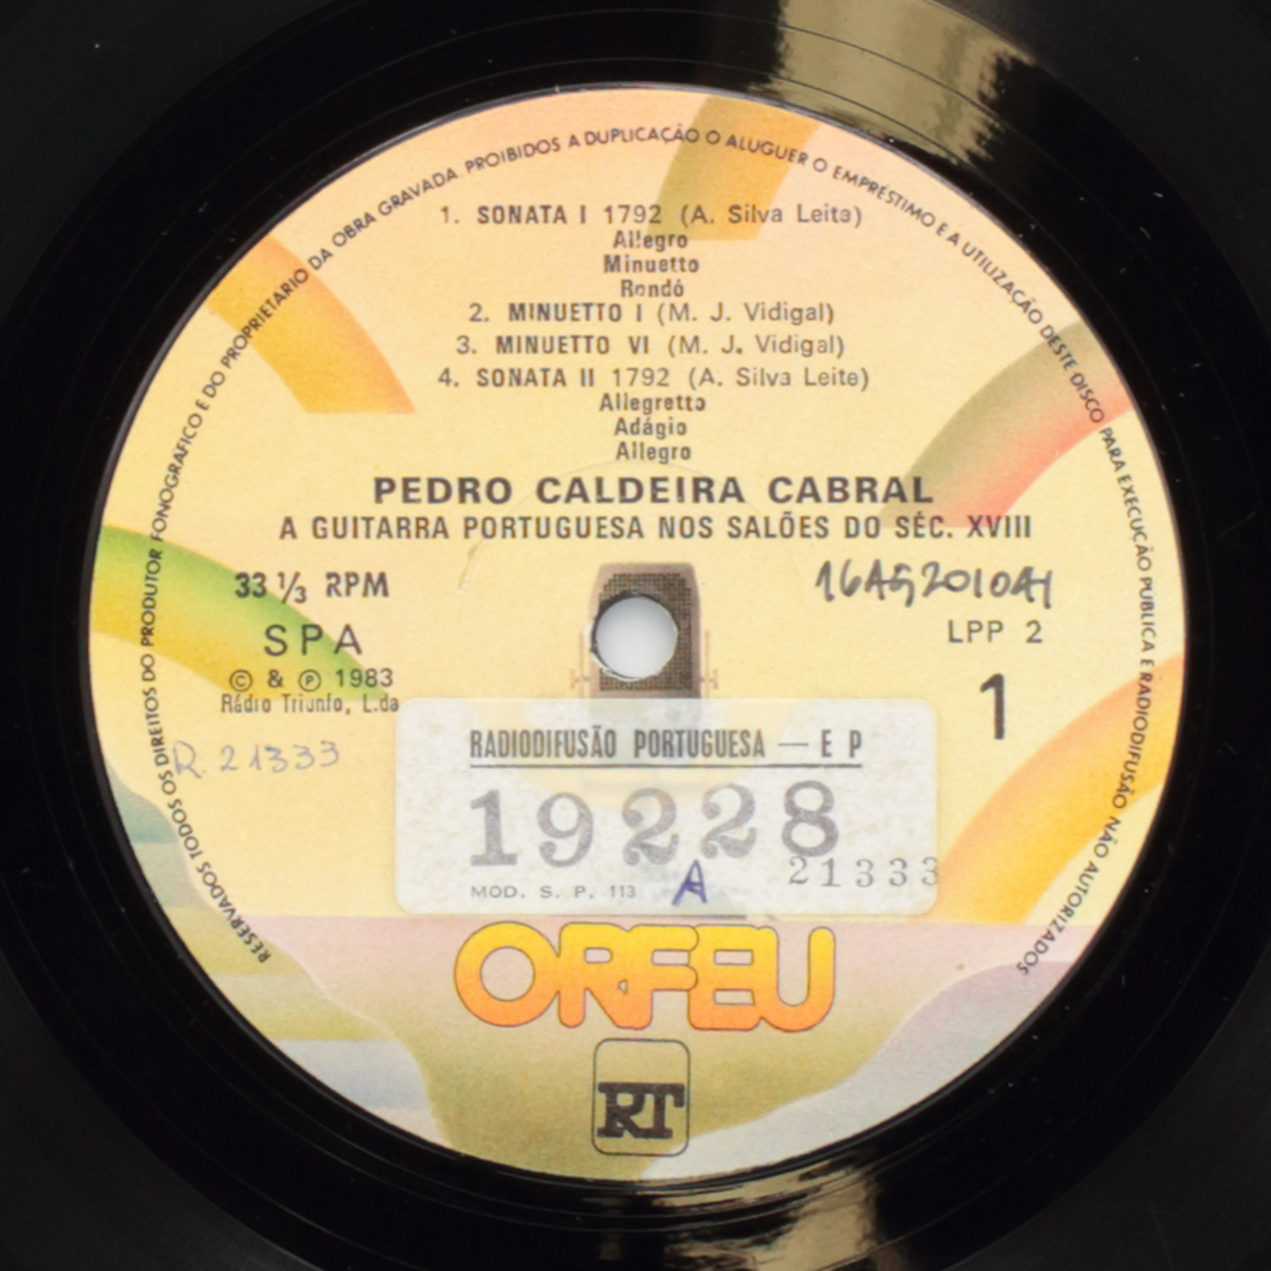 RESERVADOS TODOS OS DIREITOS DO PRODUTOR FONOGRAFICO E DO PROPRIETARIO DA OBRA GRAVADA. PROIBIDOS A DUPLICAÇÃO O ALUGUER O EMPRÉSTIMO E A UTILIZAÇÃO DESTE DISCO PARA EXECUÇÃO PUBLICA E RADIODIFUSÃO NÃO AUTORIZADOS
1. SONATA I 1792 (A. Silva Leite)
Allegro
Minuetto
Rondó
2. MINUETTO I (M. J. Vidigal)
3. MINUETTO VI (M. J. Vidigal)
4. SONATA II 1792 (A. Silva Leite)
Allegretto
Adágio
Allegro
PEDRO CALDEIRA CABRAL
A GUITARRA PORTUGUESA NOS SALÕES DO SÉC. XVIII
33 1/3 RPM
SPA
© & ℗ 1983
Rádio Triunfo, L.da
R. 21333
LPP 2
1
RADIODIFUSÃO PORTUGUESA — E P
19228
21333
MOD. S. P. 113 A
ORFEU
RT